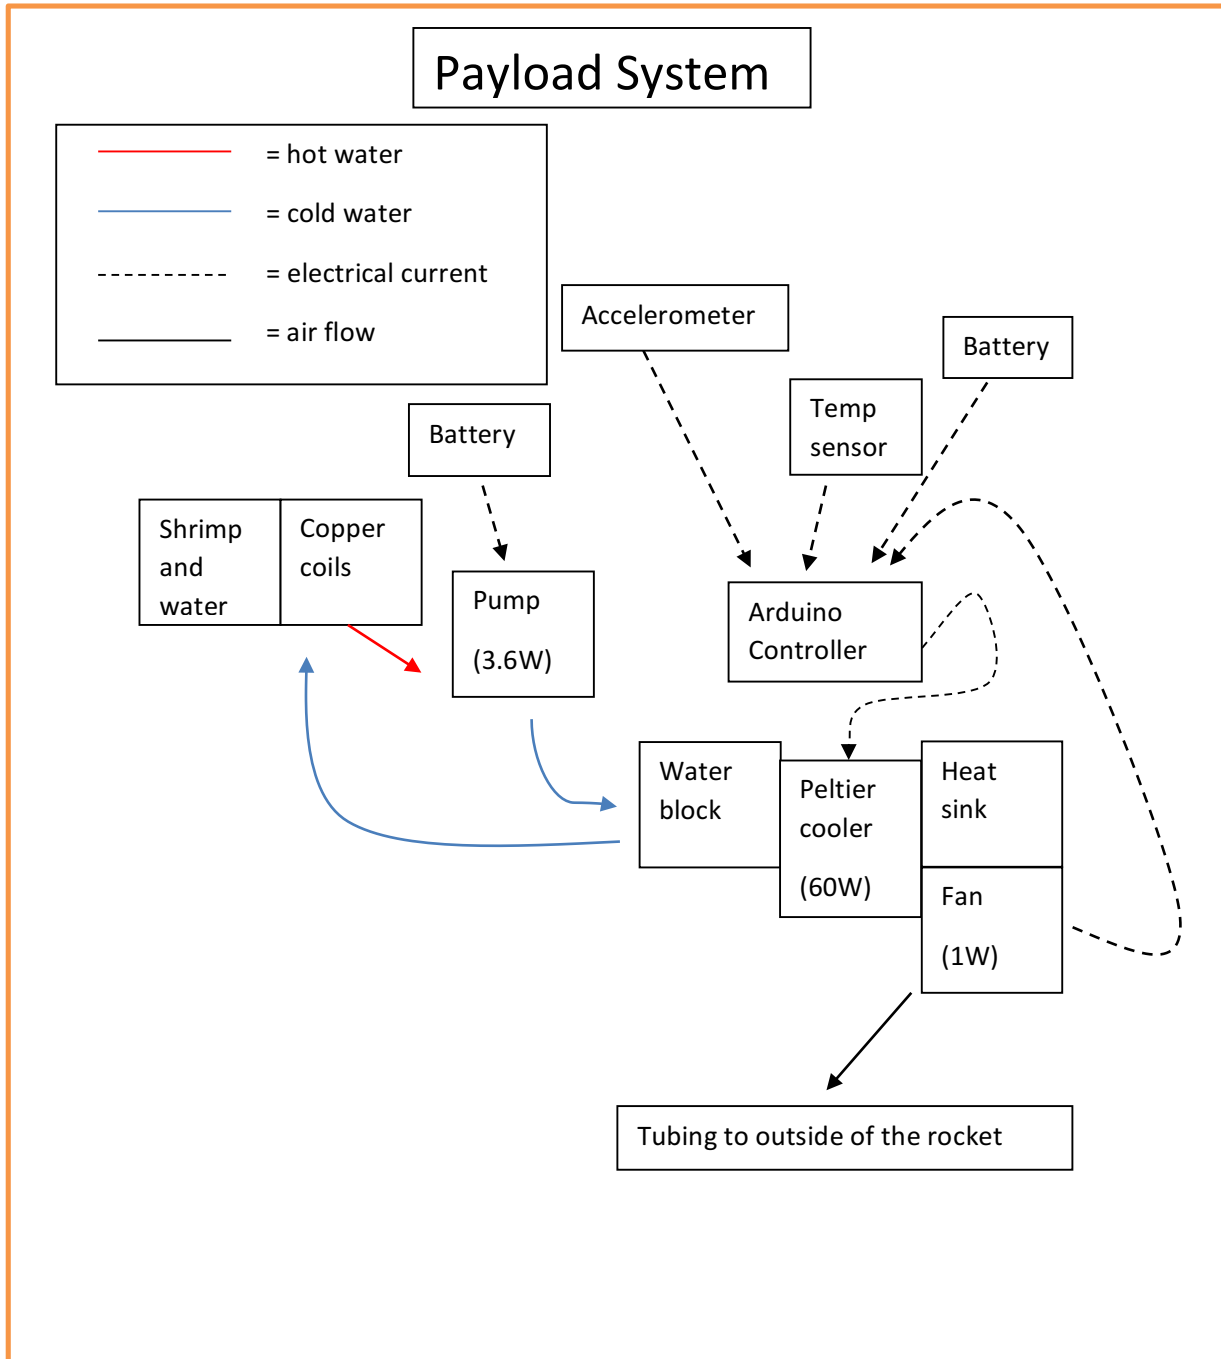 Payload System
= hot water
= cold water
= electrical current
= air flow
Accelerometer
Battery
Temp
sensor
Battery
Shrimp
and
water
Copper
coils
Pump
(3.6W)
Arduino
Controller
Water
block
Peltier
cooler
(60W)
Heat
sink
Fan
(1W)
Tubing to outside of the rocket